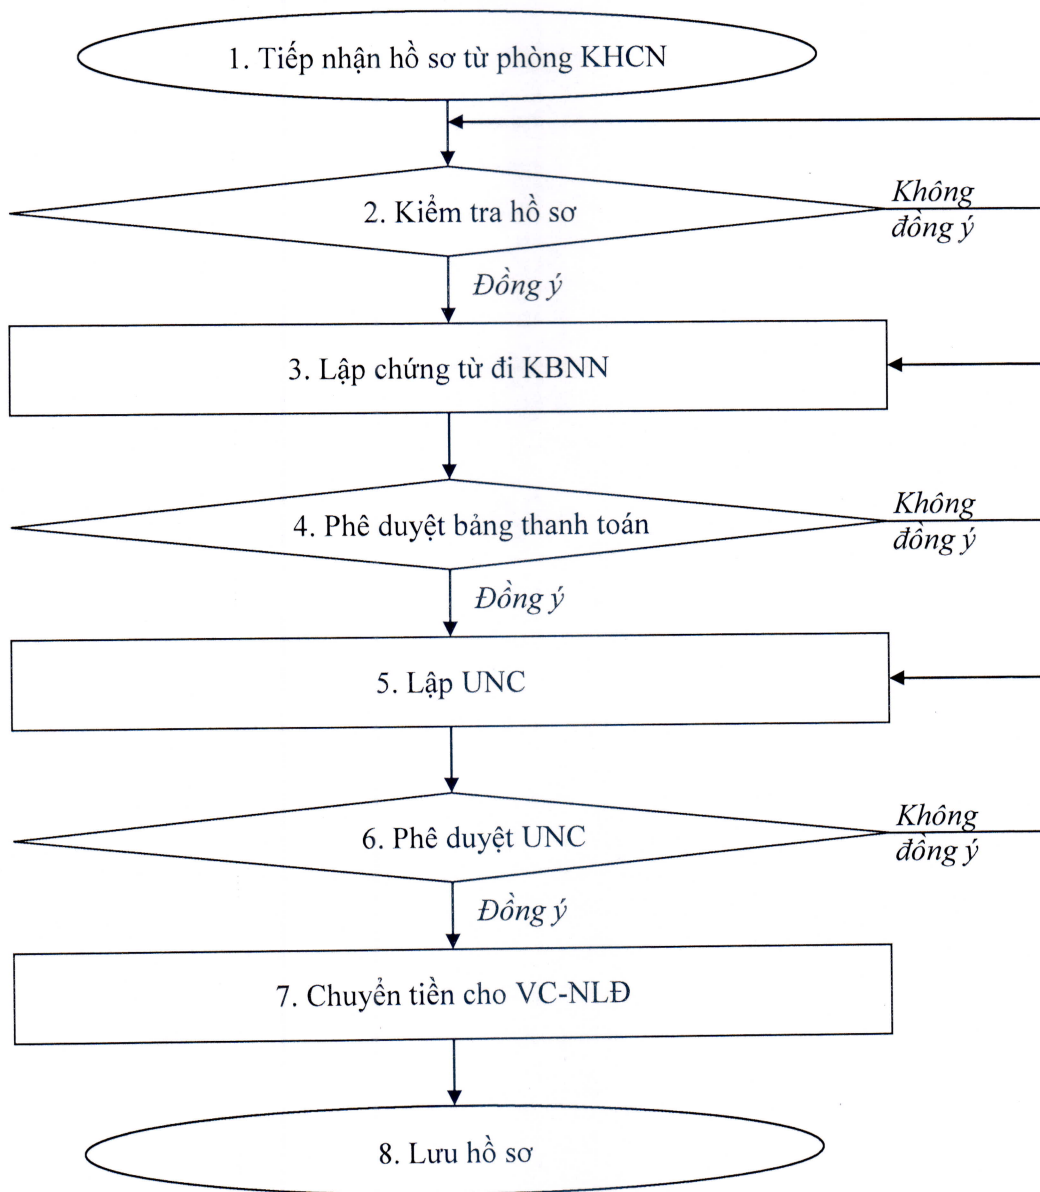 1. Tiếp nhận hồ sơ từ phòng KHCN
2. Kiểm tra hồ sơ
Không
đồng ý
Đồng ý
3. Lập chứng từ đi KBNN
4. Phê duyệt bảng thanh toán
Không
đồng ý
Đồng ý
5. Lập UNC
6. Phê duyệt UNC
Không
đồng ý
Đồng ý
7. Chuyển tiền cho VC-NLĐ
8. Lưu hồ sơ